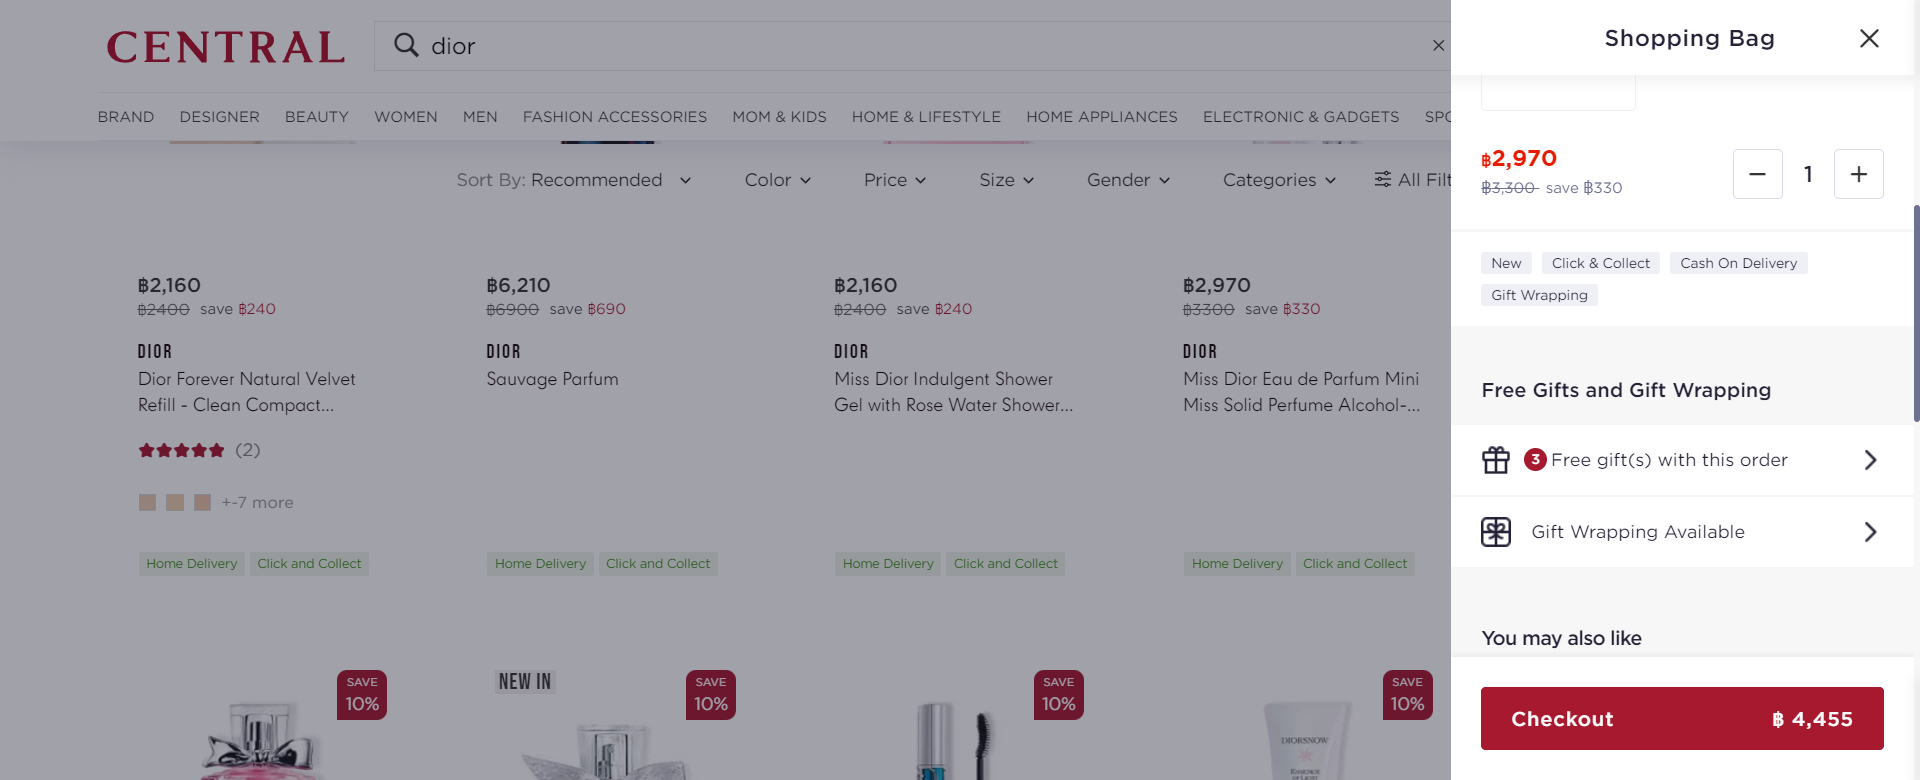 CENTRAL
dior
BRAND DESIGNER BEAUTY WOMEN MEN FASHION ACCESSORIES MOM & KIDS HOME & LIFESTYLE HOME APPLIANCES ELECTRONIC & GADGETS SPO
Sort By: Recommended Color Price Size Gender Categories All Filt
฿2,160
฿2400 save ฿240
DIOR
Dior Forever Natural Velvet
Refill - Clean Compact...
(2)
+-7 more
Home Delivery Click and Collect
฿6,210
฿6900 save ฿690
DIOR
Sauvage Parfum
Home Delivery Click and Collect
฿2,160
฿2400 save ฿240
DIOR
Miss Dior Indulgent Shower
Gel with Rose Water Shower...
Home Delivery Click and Collect
฿2,970
฿3300 save ฿330
DIOR
Miss Dior Eau de Parfum Mini
Miss Solid Perfume Alcohol-...
Home Delivery Click and Collect
SAVE
10%
NEW IN
SAVE
10%
SAVE
10%
SAVE
10%
DIORSNOW
ESSENCE
OF LIGHT
Shopping Bag
฿2,970
฿3,300 save ฿330
1
New Click & Collect Cash On Delivery
Gift Wrapping
Free Gifts and Gift Wrapping
3 Free gift(s) with this order
Gift Wrapping Available
You may also like
Checkout ฿ 4,455